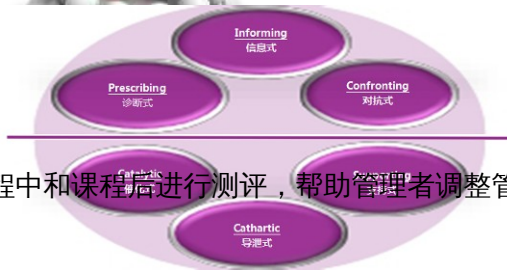 Informing
信息式
Prescribing
诊断式
Confronting
对抗式
Catalytic
程中和课程后进行测评，帮助管理者调整管
Cathartic
导泄式